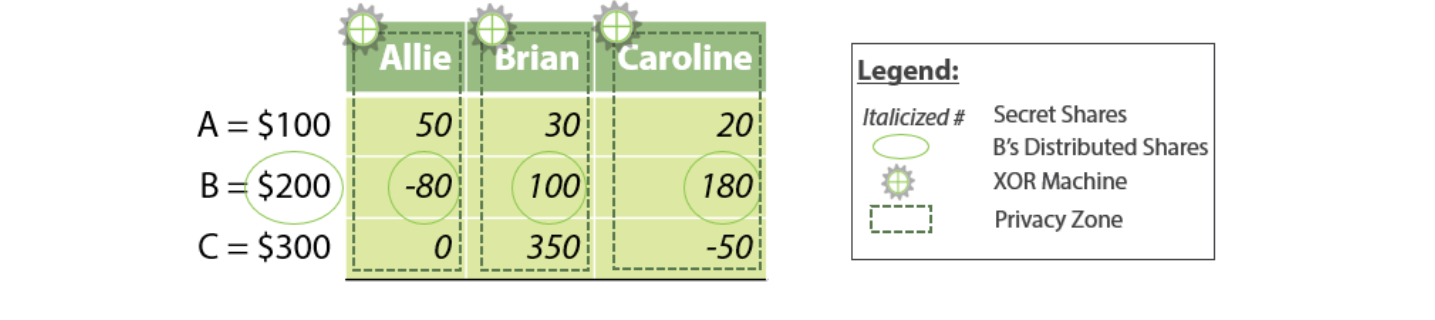 Allie Brian Caroline
A = $100 50 30 20
B = $200 -80 100 180
C = $300 0 350 -50
Legend:
Italicized # Secret Shares
B's Distributed Shares
XOR Machine
Privacy Zone